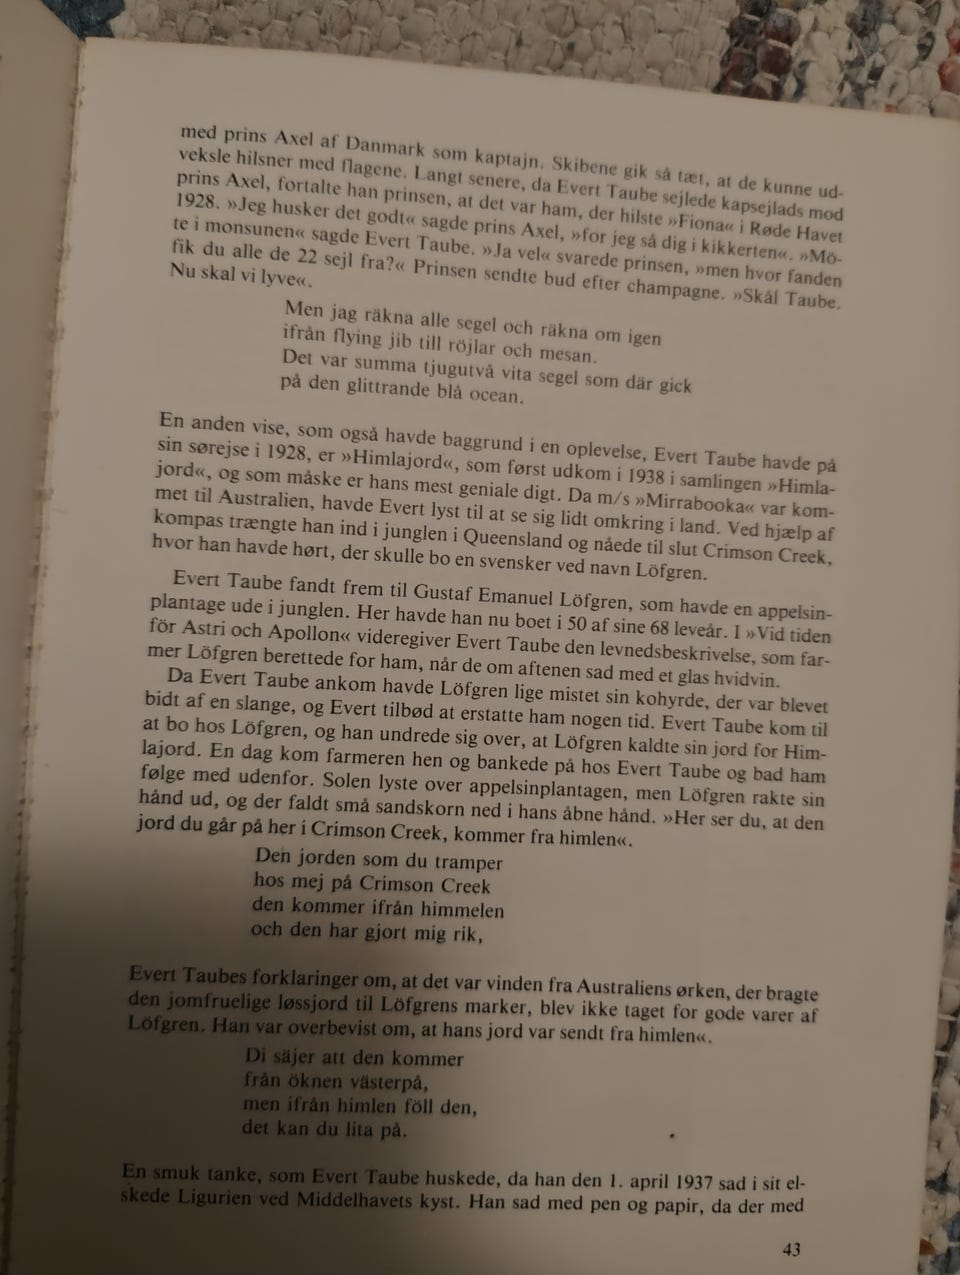 med prins Axel af Danmark som kaptajn. Skibene gik så tæt, at de kunne ud-
veksle hilsner med flagene. Langt senere, da Evert Taube sejlede kapsejlads mod
prins Axel, fortalte han prinsen, at det var ham, der hilste »Fiona« i Røde Havet
1928. »Jeg husker det godt« sagde prins Axel, »for jeg så dig i kikkerten«. »Mö-
te i monsunen« sagde Evert Taube. »Ja vel« svarede prinsen, »men hvor fanden
fik du alle de 22 sejl fra?« Prinsen sendte bud efter champagne. »Skål Taube.
Nu skal vi lyve«.
Men jag räkna alle segel och räkna om igen
ifrån flying jib till röjlar och mesan.
Det var summa tjugutvå vita segel som där gick
på den glittrande blå ocean.
En anden vise, som også havde baggrund i en oplevelse, Evert Taube havde på
sin sørejse i 1928, er »Himlajord«, som først udkom i 1938 i samlingen »Himla-
jord«, og som måske er hans mest geniale digt. Da m/s »Mirrabooka« var kom-
met til Australien, havde Evert lyst til at se sig lidt omkring i land. Ved hjælp af
kompas trængte han ind i junglen i Queensland og nåede til slut Crimson Creek,
hvor han havde hørt, der skulle bo en svensker ved navn Löfgren.
Evert Taube fandt frem til Gustaf Emanuel Löfgren, som havde en appelsin-
plantage ude i junglen. Her havde han nu boet i 50 af sine 68 leveår. I »Vid tiden
för Astri och Apollon« videregiver Evert Taube den levnedsbeskrivelse, som far-
mer Löfgren berettede for ham, når de om aftenen sad med et glas hvidvin.
Da Evert Taube ankom havde Löfgren lige mistet sin kohyrde, der var blevet
bidt af en slange, og Evert tilbød at erstatte ham nogen tid. Evert Taube kom til
at bo hos Löfgren, og han undrede sig over, at Löfgren kaldte sin jord for Him-
lajord. En dag kom farmeren hen og bankede på hos Evert Taube og bad ham
følge med udenfor. Solen lyste over appelsinplantagen, men Löfgren rakte sin
hånd ud, og der faldt små sandskorn ned i hans åbne hånd. »Her ser du, at den
jord du går på her i Crimson Creek, kommer fra himlen«.
Den jorden som du tramper
hos mej på Crimson Creek
den kommer ifrån himmelen
och den har gjort mig rik,
Evert Taubes forklaringer om, at det var vinden fra Australiens ørken, der bragte
den jomfruelige løssjord til Löfgrens marker, blev ikke taget for gode varer af
Löfgren. Han var overbevist om, at hans jord var sendt fra himlen«.
Di säjer att den kommer
från öknen västerpå,
men ifrån himlen föll den,
det kan du lita på.
En smuk tanke, som Evert Taube huskede, da han den 1. april 1937 sad i sit el-
skede Ligurien ved Middelhavets kyst. Han sad med pen og papir, da der med
43